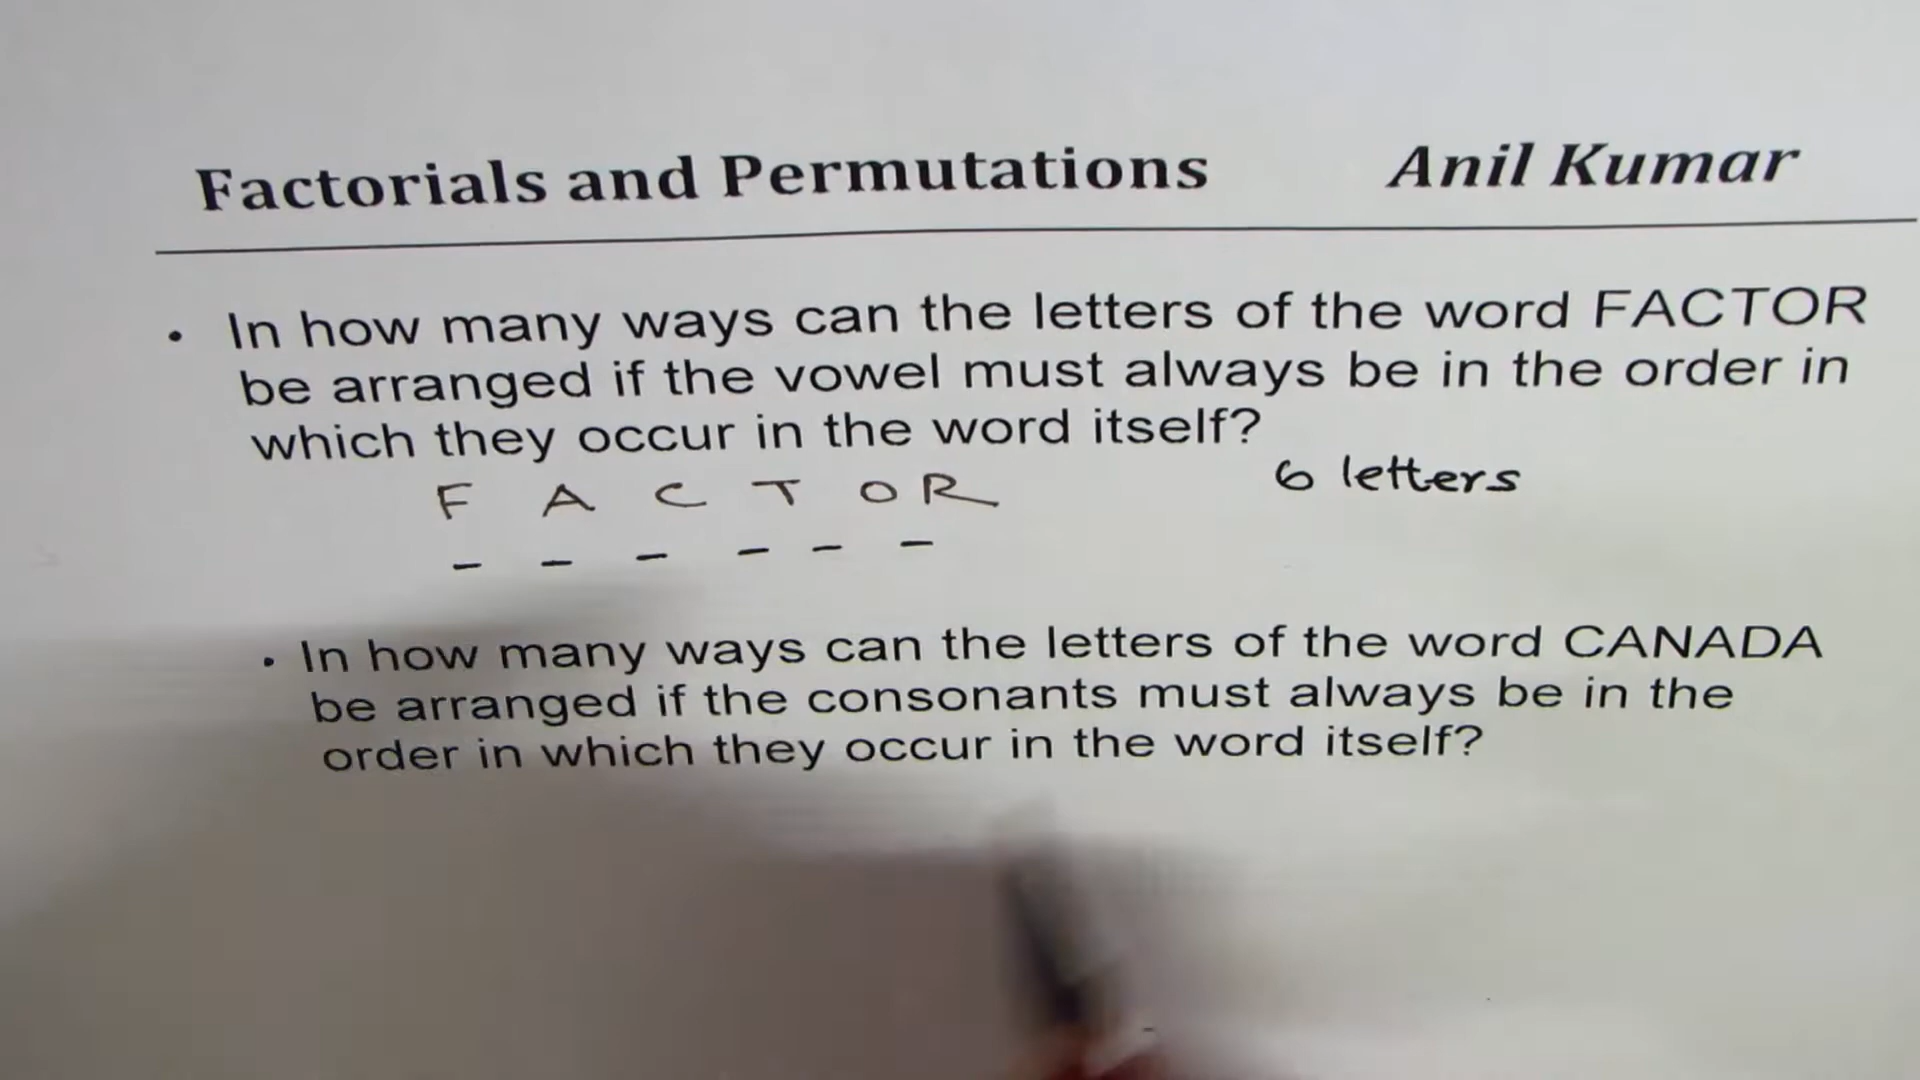 Factorials and Permutations Anil Kumar
• In how many ways can the letters of the word FACTOR
be arranged if the vowel must always be in the order in
which they occur in the word itself?
6 letters
F A C T O R
– – – – – –
• In how many ways can the letters of the word CANADA
be arranged if the consonants must always be in the
order in which they occur in the word itself?